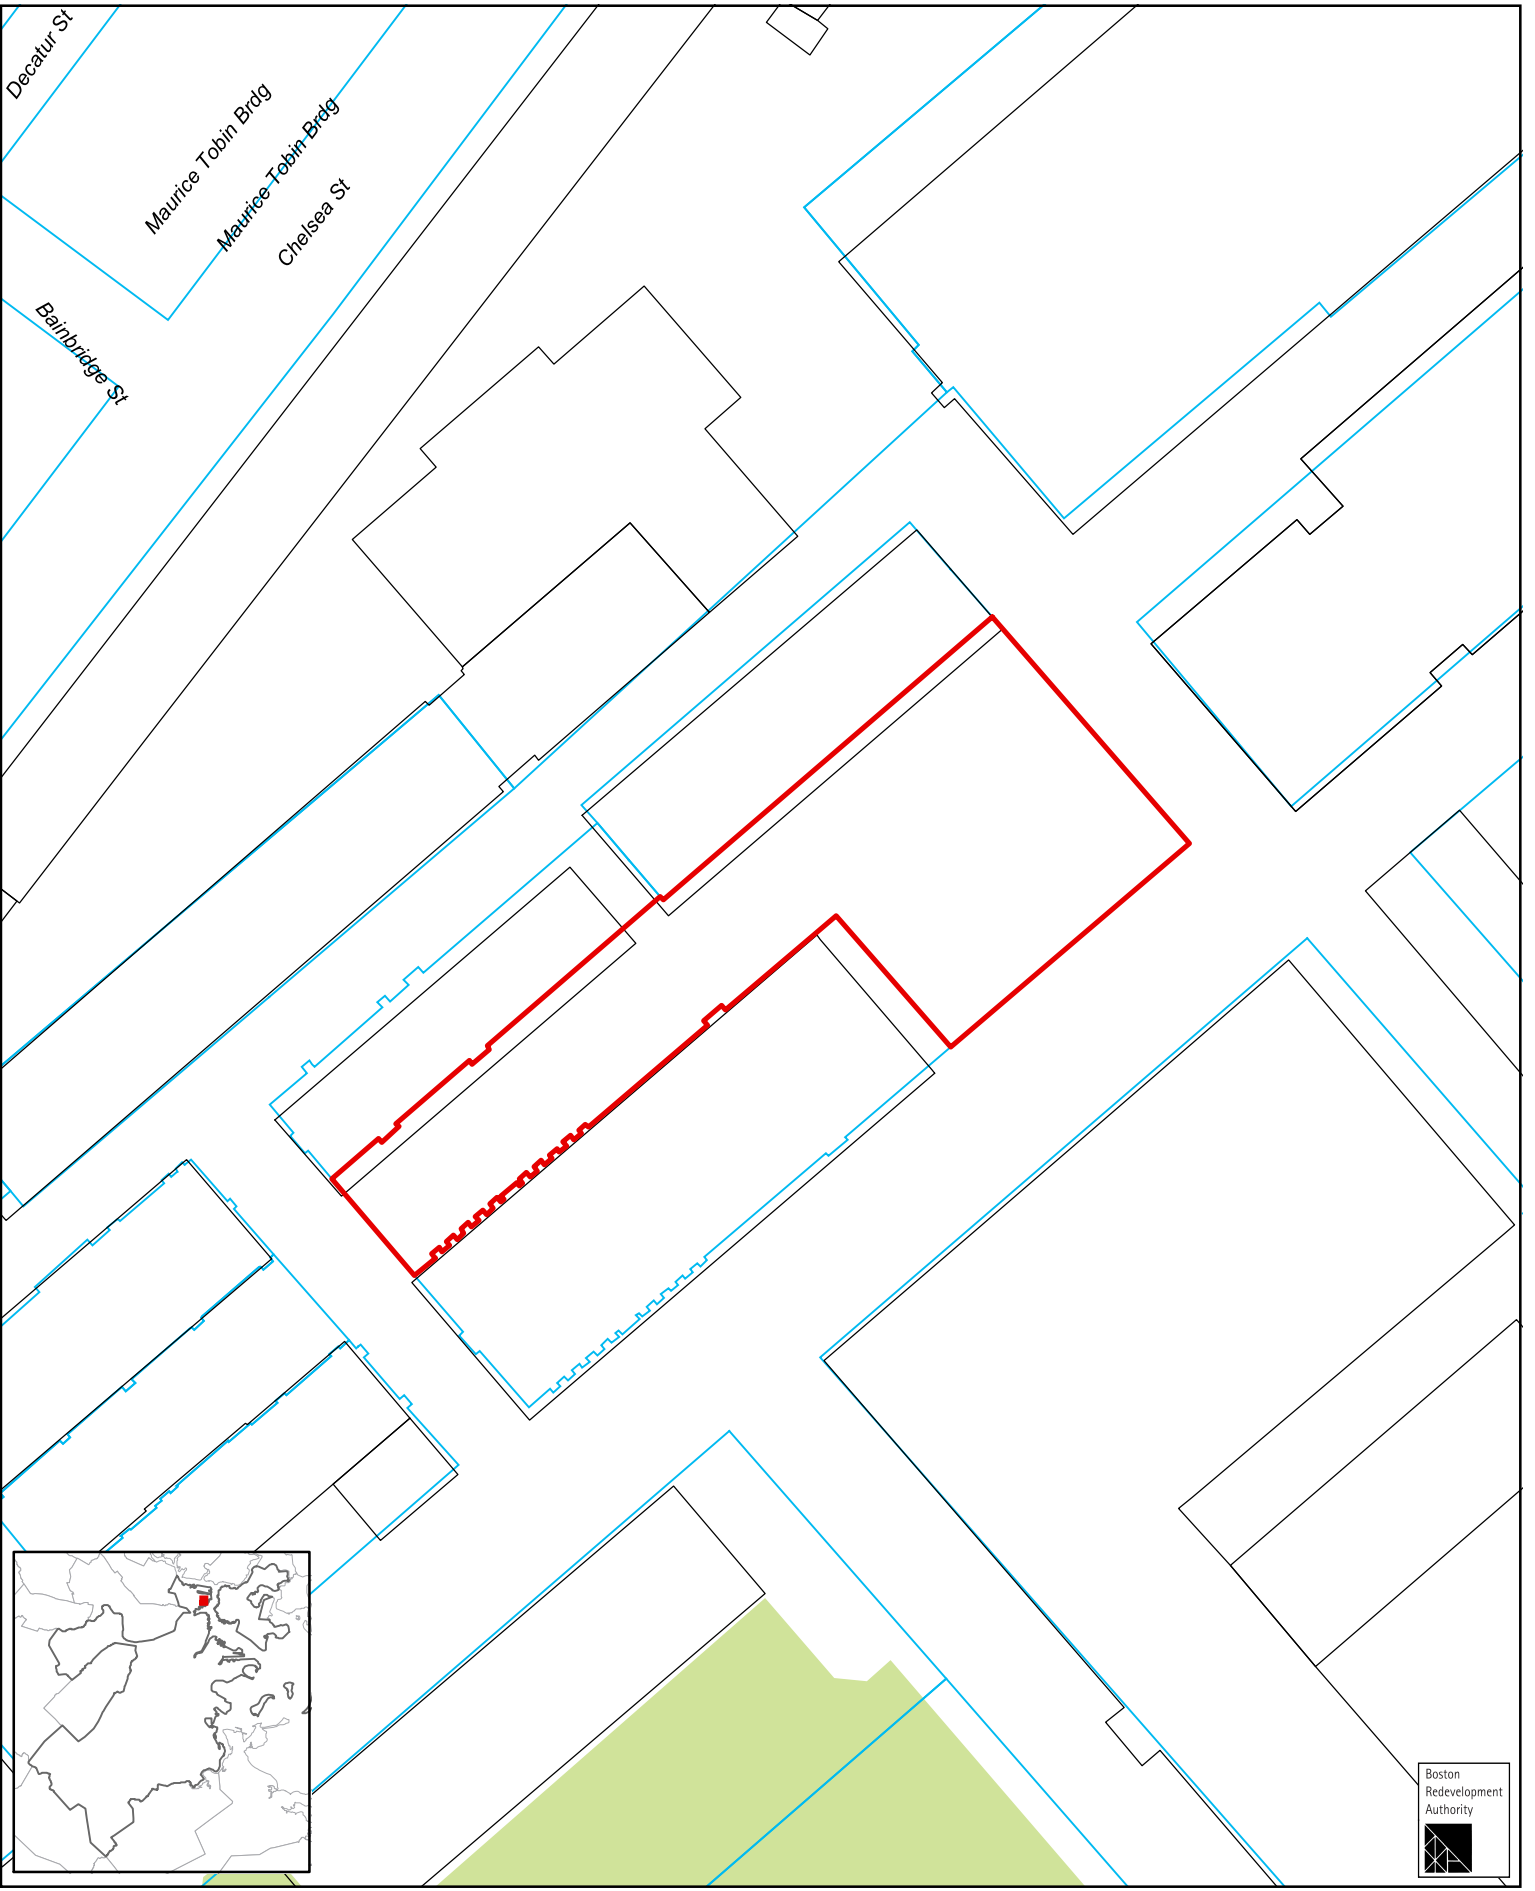 Decatur St
Maurice Tobin Brdg
Maurice Tobin Brdg
Chelsea St
Bainbridge St
Boston
Redevelopment
Authority